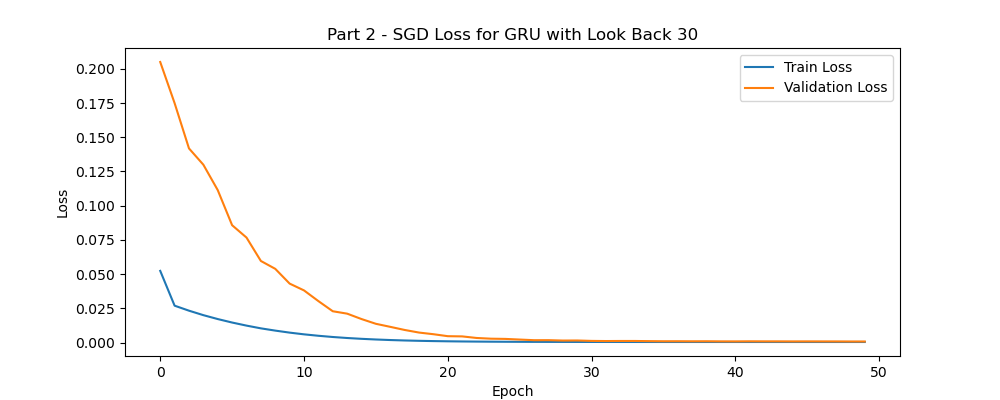 Part 2 - SGD Loss for GRU with Look Back 30
Train Loss
Validation Loss
0.200
0.175
0.150
0.125
0.100
0.075
0.050
0.025
0.000
Loss
0 10 20 30 40 50
Epoch